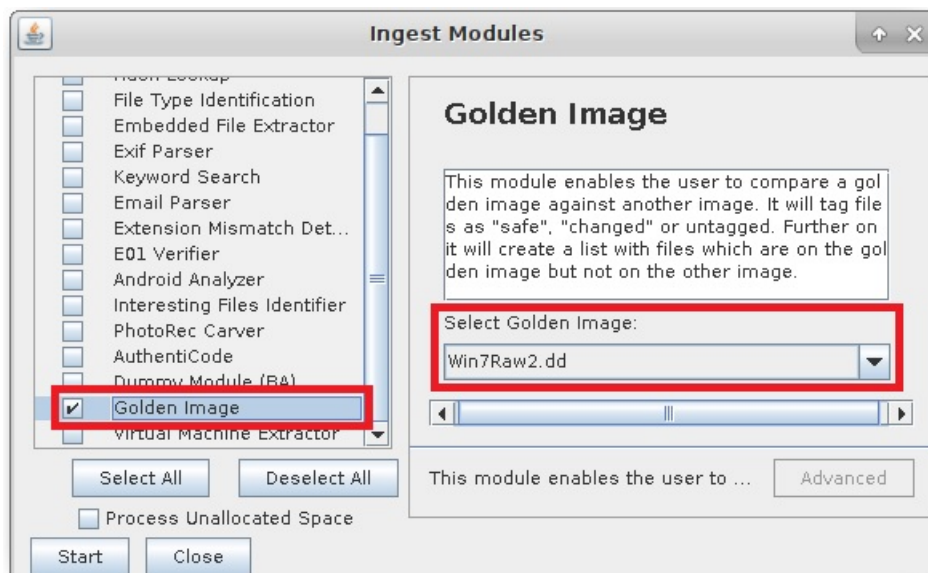 Ingest Modules
File Type Identification
Embedded File Extractor
Exif Parser
Keyword Search
Email Parser
Extension Mismatch Det...
E01 Verifier
Android Analyzer
Interesting Files Identifier
PhotoRec Carver
AuthentiCode
Dummy Module (BA)
Golden Image
Virtual Machine Extractor
Select All
Deselect All
Process Unallocated Space
Start
Close
Golden Image
This module enables the user to compare a gol
den image against another image. It will tag file
s as "safe", "changed" or untagged. Further on
it will create a list with files which are on the gol
den image but not on the other image.
Select Golden Image:
Win7Raw2.dd
This module enables the user to ...
Advanced